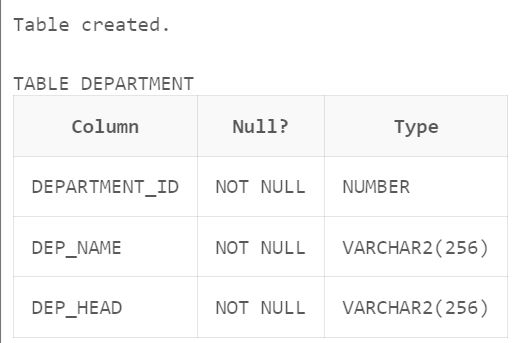 Table created.
TABLE DEPARTMENT
Column Null? Type
DEPARTMENT_ID NOT NULL NUMBER
DEP_NAME NOT NULL VARCHAR2(256)
DEP_HEAD NOT NULL VARCHAR2(256)